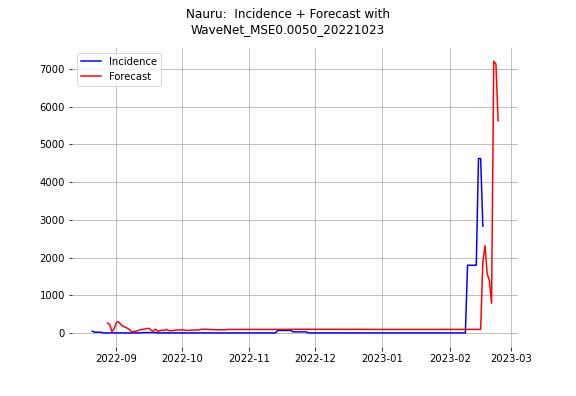 Nauru:  Incidence + Forecast with
WaveNet_MSE0.0050_20221023
Incidence
Forecast
7000
6000
5000
4000
3000
2000
1000
0
2022-09 2022-10 2022-11 2022-12 2023-01 2023-02 2023-03